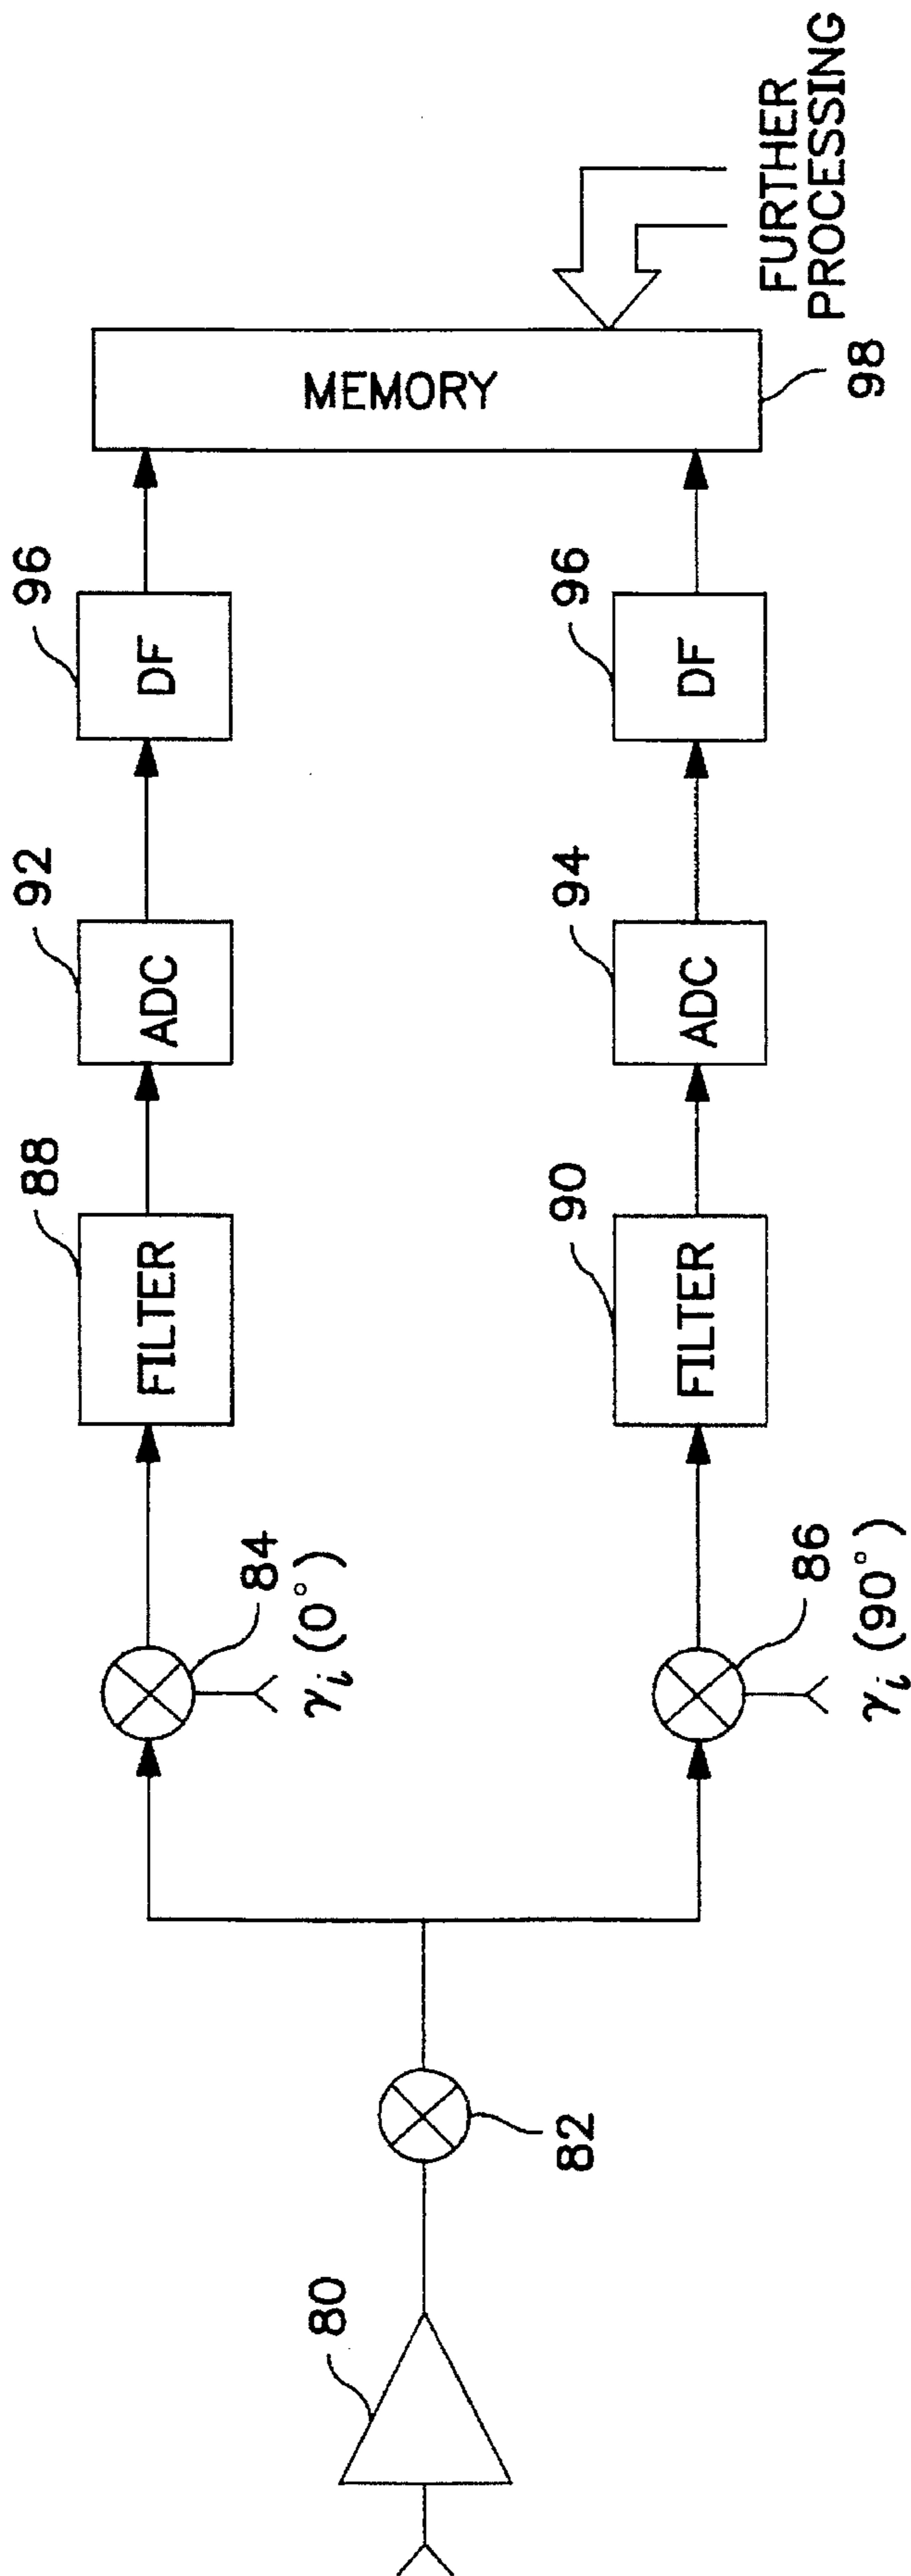 80
82
84
γi (0°)
86
γi (90°)
FILTER
88
FILTER
90
ADC
92
ADC
94
DF
96
DF
96
MEMORY
98
FURTHER
PROCESSING